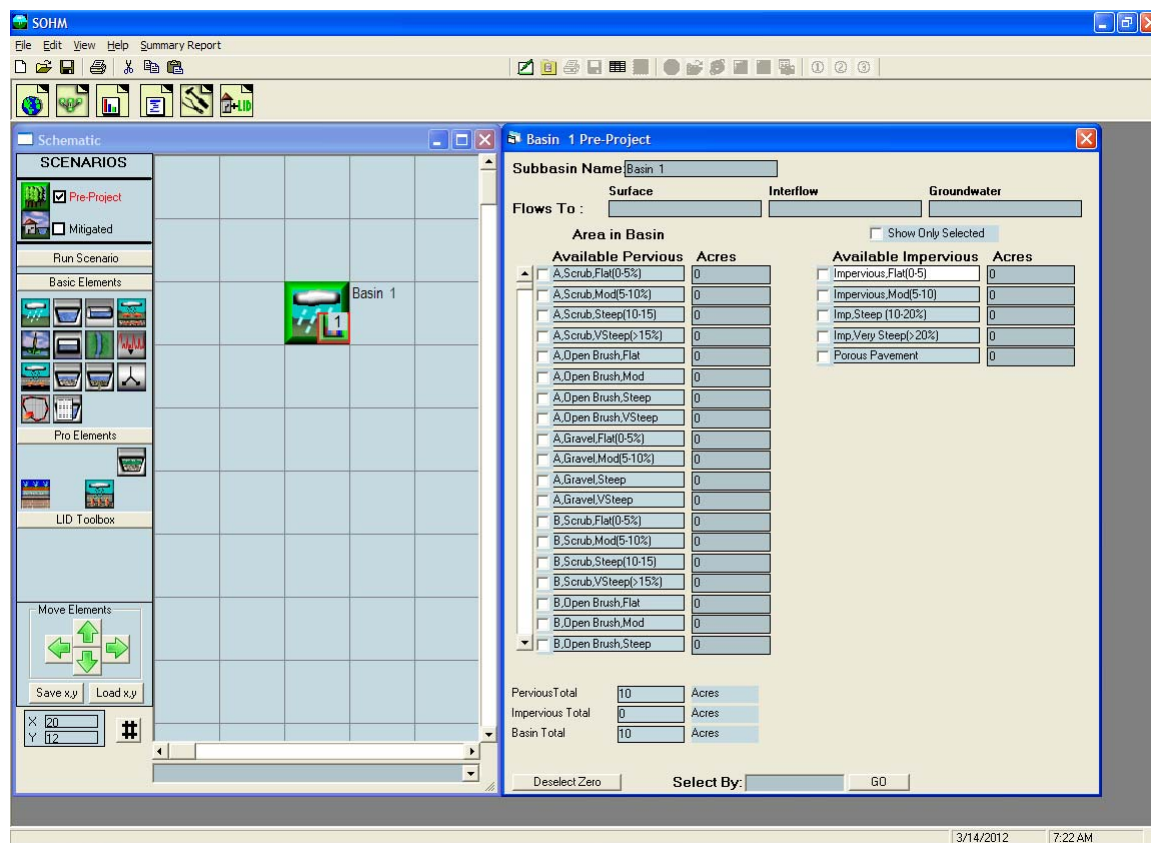 SOHM
File Edit View Help Summary Report
+LID
Schematic
SCENARIOS
Pre-Project
Mitigated
Run Scenario
Basic Elements
Pro Elements
LID Toolbox
Move Elements
Save x,y Load x,y
X 20
Y 12
#
Basin 1
1
Basin 1 Pre-Project
Subbasin Name: Basin 1
Surface Interflow Groundwater
Flows To :
Area in Basin Show Only Selected
Available Pervious Acres Available Impervious Acres
A,Scrub,Flat(0-5%) 0 Impervious,Flat(0-5) 0
A,Scrub,Mod(5-10%) 0 Impervious,Mod(5-10) 0
A,Scrub,Steep(10-15) 0 Imp,Steep (10-20%) 0
A,Scrub,VSteep(>15%) 0 Imp,Very Steep(>20%) 0
A,Open Brush,Flat 0 Porous Pavement 0
A,Open Brush,Mod 0
A,Open Brush,Steep 0
A,Open Brush,VSteep 0
A,Gravel,Flat(0-5%) 0
A,Gravel,Mod(5-10%) 0
A,Gravel,Steep 0
A,Gravel,VSteep 0
B,Scrub,Flat(0-5%) 0
B,Scrub,Mod(5-10%) 0
B,Scrub,Steep(10-15) 0
B,Scrub,VSteep(>15%) 0
B,Open Brush,Flat 0
B,Open Brush,Mod 0
B,Open Brush,Steep 0
PerviousTotal 10 Acres
Impervious Total 0 Acres
Basin Total 10 Acres
Deselect Zero Select By: GO
3/14/2012 7:22 AM